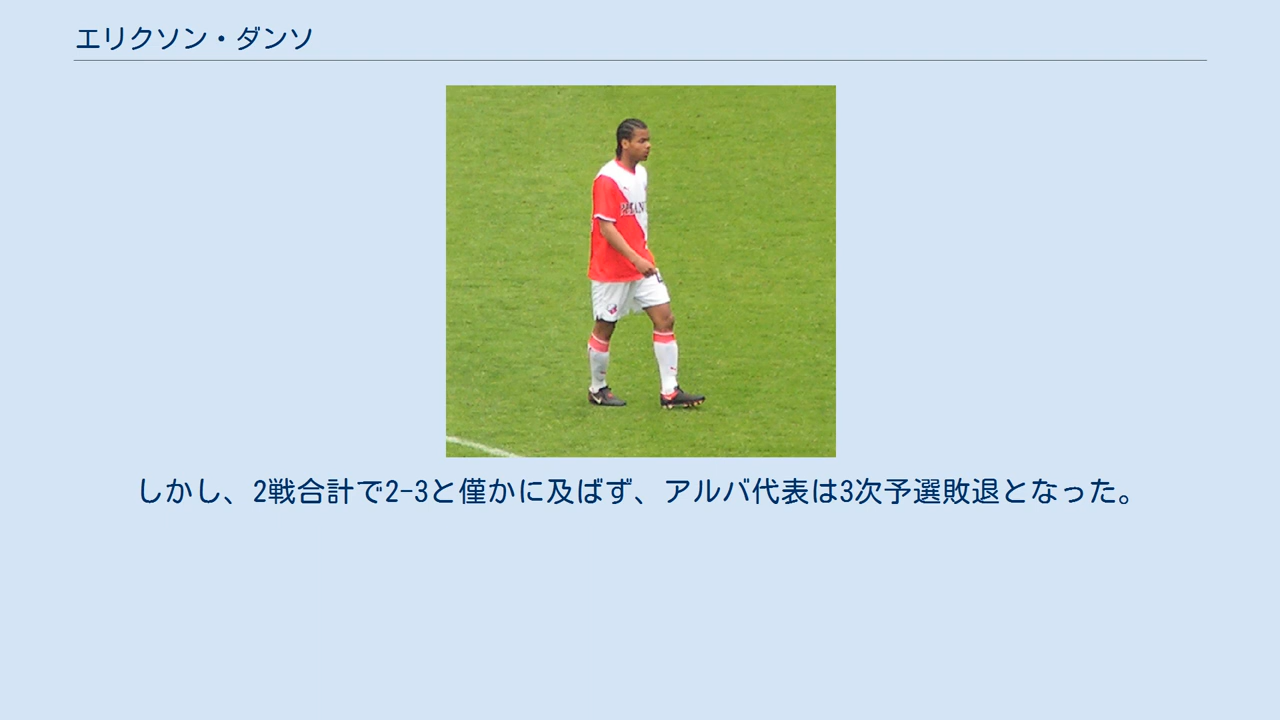 エリクソン・ダンソ
しかし、2戦合計で2-3と僅かに及ばず、アルバ代表は3次予選敗退となった。